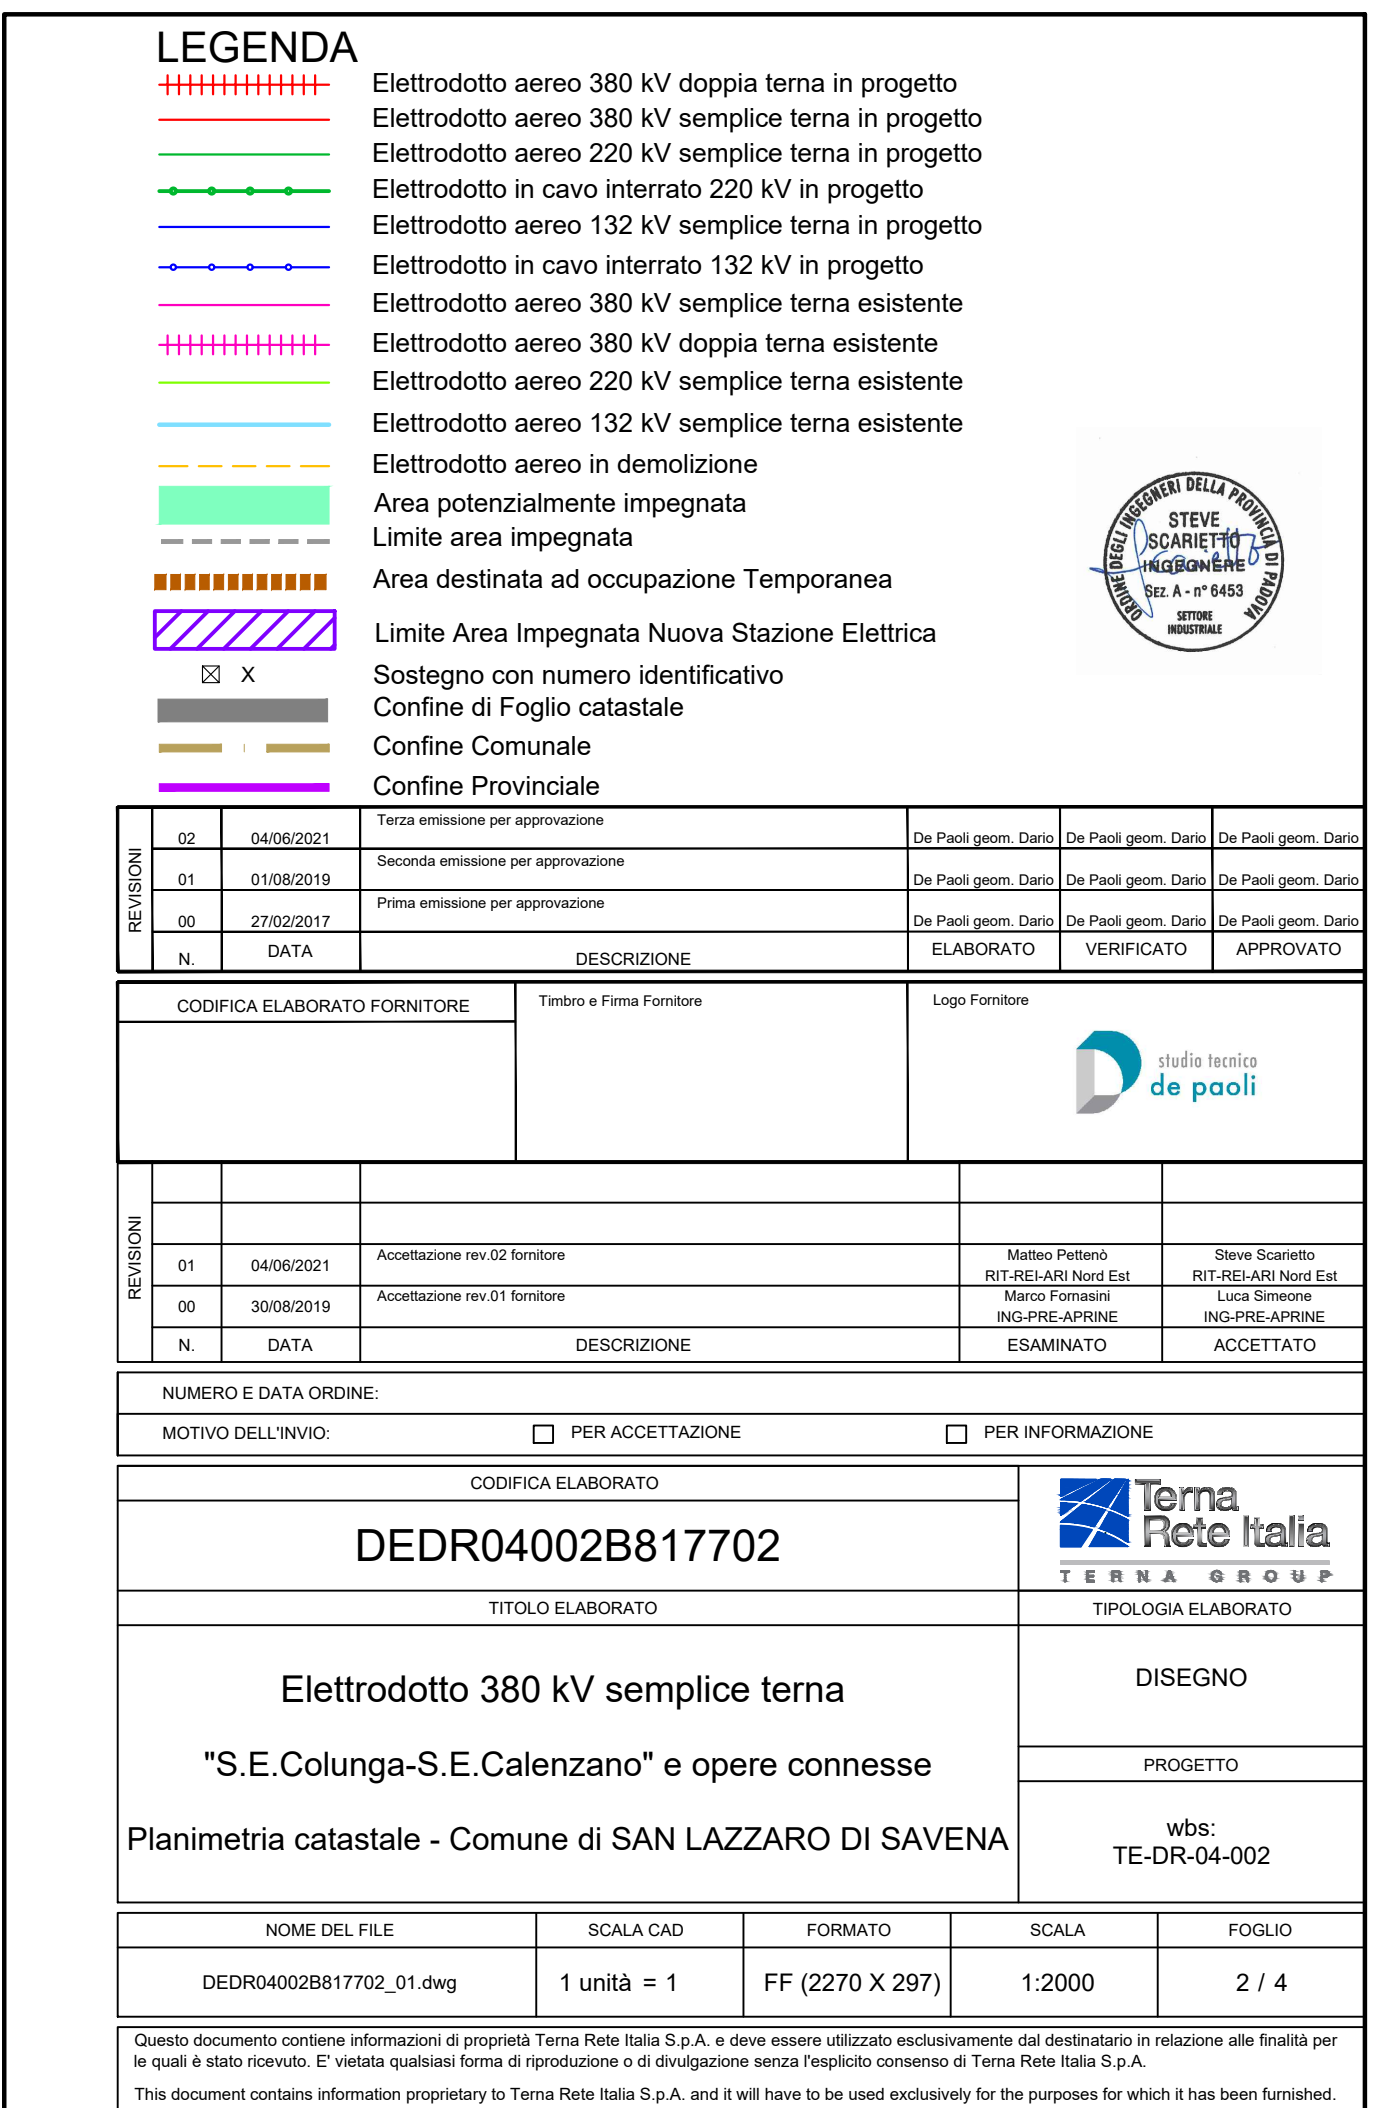 LEGENDA
Elettrodotto aereo 380 kV doppia terna in progetto
Elettrodotto aereo 380 kV semplice terna in progetto
Elettrodotto aereo 220 kV semplice terna in progetto
Elettrodotto in cavo interrato 220 kV in progetto
Elettrodotto aereo 132 kV semplice terna in progetto
Elettrodotto in cavo interrato 132 kV in progetto
Elettrodotto aereo 380 kV semplice terna esistente
Elettrodotto aereo 380 kV doppia terna esistente
Elettrodotto aereo 220 kV semplice terna esistente
Elettrodotto aereo 132 kV semplice terna esistente
Elettrodotto aereo in demolizione
Area potenzialmente impegnata
Limite area impegnata
Area destinata ad occupazione Temporanea
Limite Area Impegnata Nuova Stazione Elettrica
X Sostegno con numero identificativo
Confine di Foglio catastale
Confine Comunale
Confine Provinciale
ORDINE DEGLI INGEGNERI DELLA PROVINCIA DI PADOVA
STEVE
SCARIETTO
INGEGNERE
SEZ. A - n° 6453
SETTORE
INDUSTRIALE
REVISIONI
02 04/06/2021 Terza emissione per approvazione De Paoli geom. Dario De Paoli geom. Dario De Paoli geom. Dario
01 01/08/2019 Seconda emissione per approvazione De Paoli geom. Dario De Paoli geom. Dario De Paoli geom. Dario
00 27/02/2017 Prima emissione per approvazione De Paoli geom. Dario De Paoli geom. Dario De Paoli geom. Dario
N. DATA DESCRIZIONE ELABORATO VERIFICATO APPROVATO
CODIFICA ELABORATO FORNITORE Timbro e Firma Fornitore Logo Fornitore
studio tecnico
de paoli
REVISIONI
01 04/06/2021 Accettazione rev.02 fornitore Matteo Pettenò Steve Scarietto
RIT-REI-ARI Nord Est RIT-REI-ARI Nord Est
00 30/08/2019 Accettazione rev.01 fornitore Marco Fornasini Luca Simeone
ING-PRE-APRINE ING-PRE-APRINE
N. DATA DESCRIZIONE ESAMINATO ACCETTATO
NUMERO E DATA ORDINE:
MOTIVO DELL'INVIO: PER ACCETTAZIONE PER INFORMAZIONE
CODIFICA ELABORATO
DEDR04002B817702
Terna
Rete Italia
TERNA GROUP
TITOLO ELABORATO
Elettrodotto 380 kV semplice terna
"S.E.Colunga-S.E.Calenzano" e opere connesse
Planimetria catastale - Comune di SAN LAZZARO DI SAVENA
TIPOLOGIA ELABORATO
DISEGNO
PROGETTO
wbs:
TE-DR-04-002
NOME DEL FILE SCALA CAD FORMATO SCALA FOGLIO
DEDR04002B817702_01.dwg 1 unità = 1 FF (2270 X 297) 1:2000 2 / 4
Questo documento contiene informazioni di proprietà Terna Rete Italia S.p.A. e deve essere utilizzato esclusivamente dal destinatario in relazione alle finalità per
le quali è stato ricevuto. E' vietata qualsiasi forma di riproduzione o di divulgazione senza l'esplicito consenso di Terna Rete Italia S.p.A.
This document contains information proprietary to Terna Rete Italia S.p.A. and it will have to be used exclusively for the purposes for which it has been furnished.